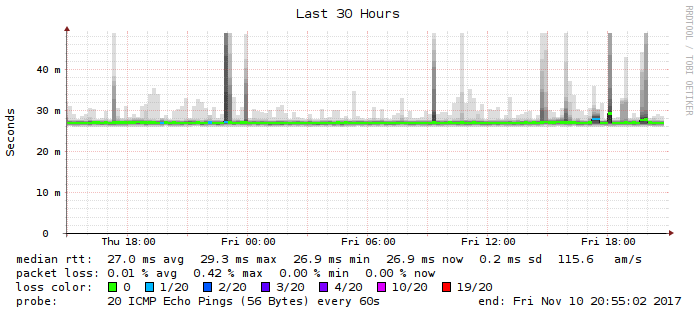 Last 30 Hours
RRDTOOL / TOBI OETIKER
Seconds
40 m
30 m
20 m
10 m
0
Thu 18:00 Fri 00:00 Fri 06:00 Fri 12:00 Fri 18:00
median rtt: 27.0 ms avg 29.3 ms max 26.9 ms min 26.9 ms now 0.2 ms sd 115.6 am/s
packet loss: 0.01 % avg 0.42 % max 0.00 % min 0.00 % now
loss color: 0 1/20 2/20 3/20 4/20 10/20 19/20
probe: 20 ICMP Echo Pings (56 Bytes) every 60s end: Fri Nov 10 20:55:02 2017